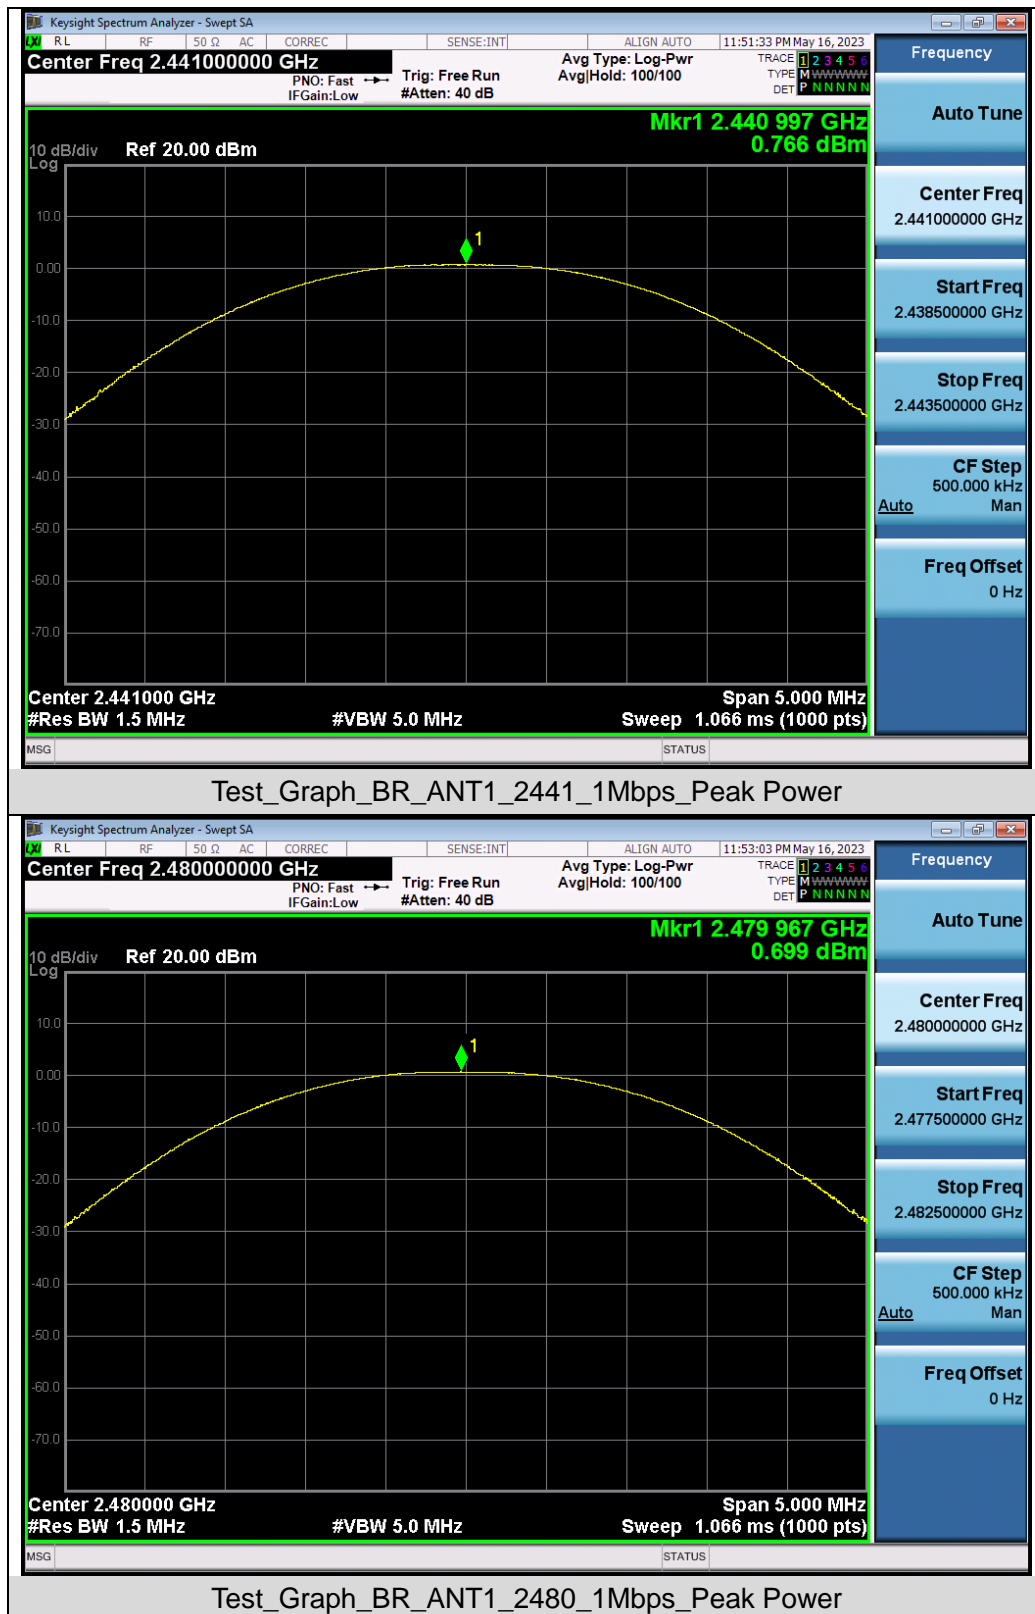 Keysight Spectrum Analyzer - Swept SA
LXI RL RF 50 Ω AC CORREC SENSE:INT ALIGN AUTO 11:51:33 PM May 16, 2023
Center Freq 2.441000000 GHz
PNO: Fast
IFGain:Low
Trig: Free Run
#Atten: 40 dB
Avg Type: Log-Pwr
Avg|Hold: 100/100
TRACE 1 2 3 4 5 6
TYPE M WWWWW
DET P N N N N N
Frequency
Mkr1 2.440 997 GHz
0.766 dBm
10 dB/div Ref 20.00 dBm
Log
10.0
0.00
-10.0
-20.0
-30.0
-40.0
-50.0
-60.0
-70.0
1
Center 2.441000 GHz Span 5.000 MHz
#Res BW 1.5 MHz #VBW 5.0 MHz Sweep 1.066 ms (1000 pts)
MSG STATUS
Auto Tune
Center Freq
2.441000000 GHz
Start Freq
2.438500000 GHz
Stop Freq
2.443500000 GHz
CF Step
500.000 kHz
Auto Man
Freq Offset
0 Hz
Test_Graph_BR_ANT1_2441_1Mbps_Peak Power
Keysight Spectrum Analyzer - Swept SA
LXI RL RF 50 Ω AC CORREC SENSE:INT ALIGN AUTO 11:53:03 PM May 16, 2023
Center Freq 2.480000000 GHz
PNO: Fast
IFGain:Low
Trig: Free Run
#Atten: 40 dB
Avg Type: Log-Pwr
Avg|Hold: 100/100
TRACE 1 2 3 4 5 6
TYPE M WWWWW
DET P N N N N N
Frequency
Mkr1 2.479 967 GHz
0.699 dBm
10 dB/div Ref 20.00 dBm
Log
10.0
0.00
-10.0
-20.0
-30.0
-40.0
-50.0
-60.0
-70.0
1
Center 2.480000 GHz Span 5.000 MHz
#Res BW 1.5 MHz #VBW 5.0 MHz Sweep 1.066 ms (1000 pts)
MSG STATUS
Auto Tune
Center Freq
2.480000000 GHz
Start Freq
2.477500000 GHz
Stop Freq
2.482500000 GHz
CF Step
500.000 kHz
Auto Man
Freq Offset
0 Hz
Test_Graph_BR_ANT1_2480_1Mbps_Peak Power